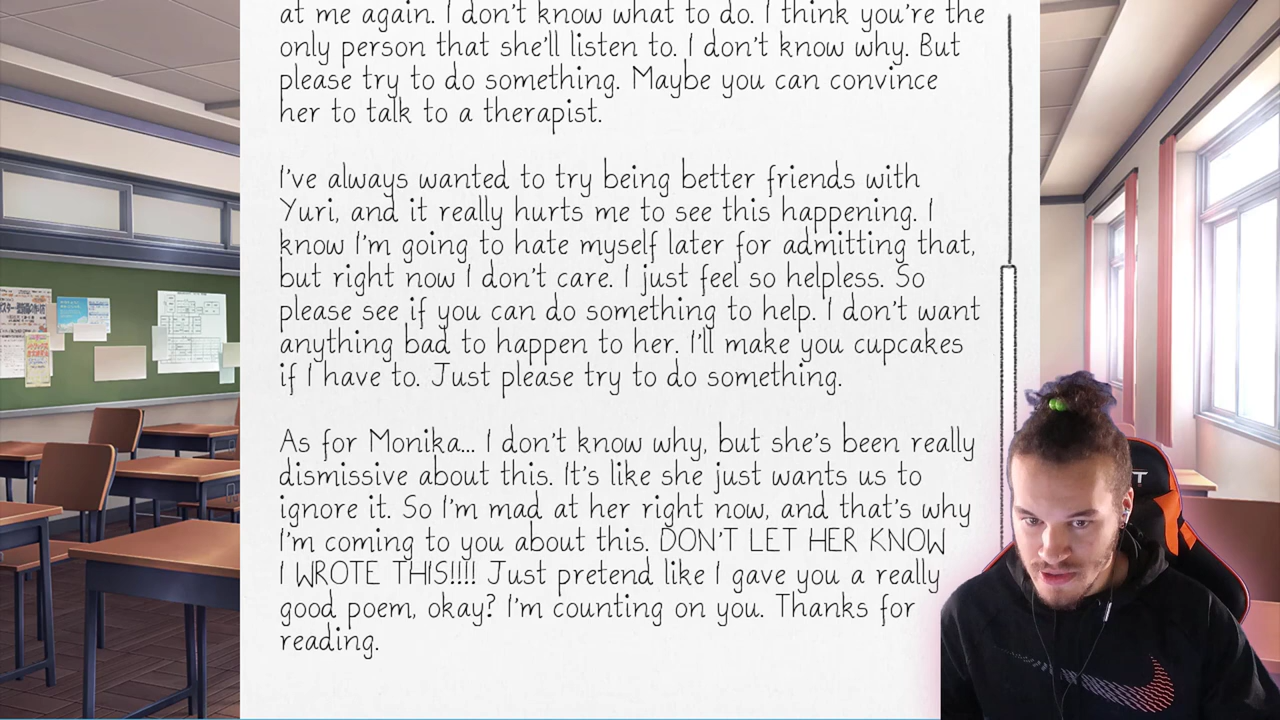 at me again. I don't know what to do. I think you're the
only person that she'll listen to. I don't know why. But
please try to do something. Maybe you can convince
her to talk to a therapist.
I've always wanted to try being better friends with
Yuri, and it really hurts me to see this happening. I
know I'm going to hate myself later for admitting that,
but right now I don't care. I just feel so helpless. So
please see if you can do something to help. I don't want
anything bad to happen to her. I'll make you cupcakes
if I have to. Just please try to do something.
As for Monika... I don't know why, but she's been really
dismissive about this. It's like she just wants us to
ignore it. So I'm mad at her right now, and that's why
I'm coming to you about this. DON'T LET HER KNOW
I WROTE THIS!!!! Just pretend like I gave you a really
good poem, okay? I'm counting on you. Thanks for
reading.